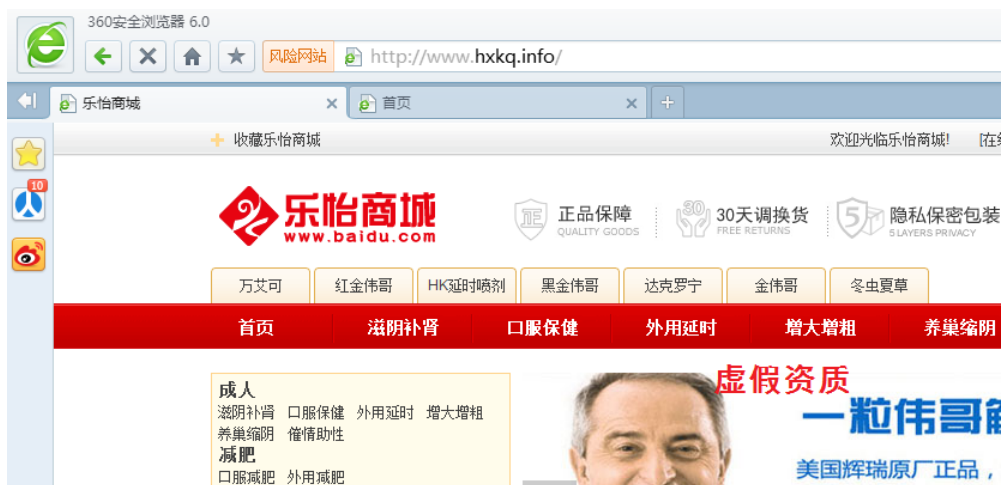 360安全浏览器 6.0
风险网站 http://www.hxkq.info/
乐怡商城 首页
10
收藏乐怡商城 欢迎光临乐怡商城!
乐怡商城
www.baidu.com
正 正品保障
QUALITY GOODS
30 30天调换货
FREE RETURNS
5 隐私保密包装
5 LAYERS PRIVACY
万艾可 红金伟哥 HK延时喷剂 黑金伟哥 达克罗宁 金伟哥 冬虫夏草
首页 滋阴补肾 口服保健 外用延时 增大增粗 养巢缩阴
成人
滋阴补肾 口服保健 外用延时 增大增粗
养巢缩阴 催情助性
减肥
口服减肥 外用减肥
虚假资质
一粒伟哥
美国辉瑞原厂正品，